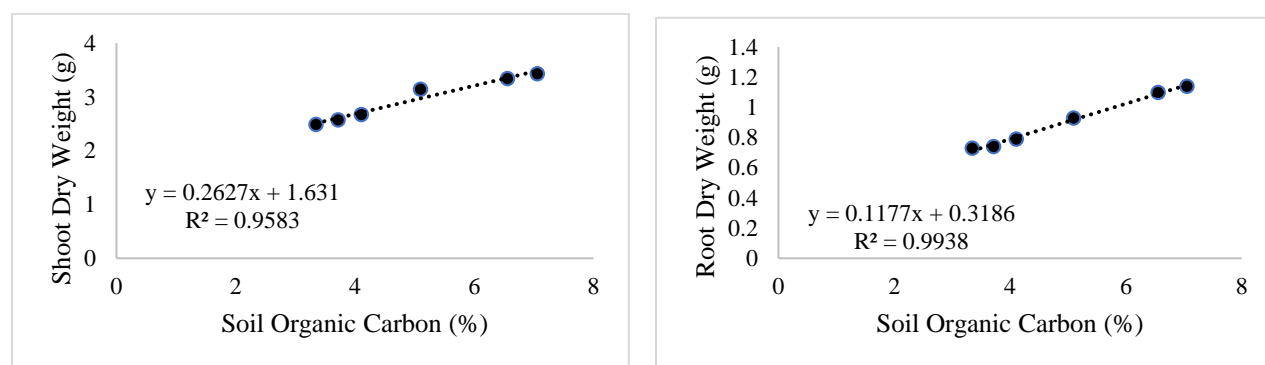 Shoot Dry Weight (g)
4
3
2
1
0
y = 0.2627x + 1.631
R² = 0.9583
0 2 4 6 8
Soil Organic Carbon (%)
Root Dry Weight (g)
1.4
1.2
1
0.8
0.6
0.4
0.2
0
y = 0.1177x + 0.3186
R² = 0.9938
0 2 4 6 8
Soil Organic Carbon (%)